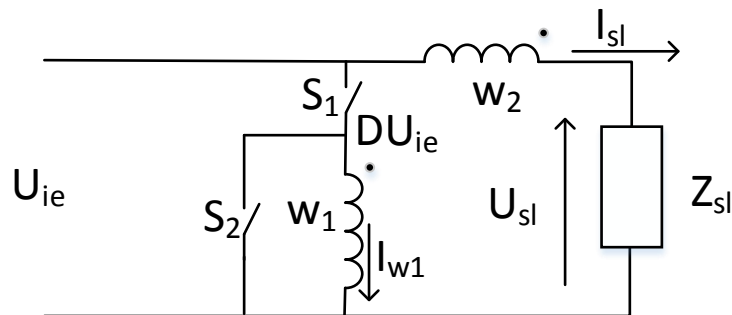 I_sl
w_2
S_1
DU_ie
U_ie
S_2
w_1
I_w1
U_sl
Z_sl